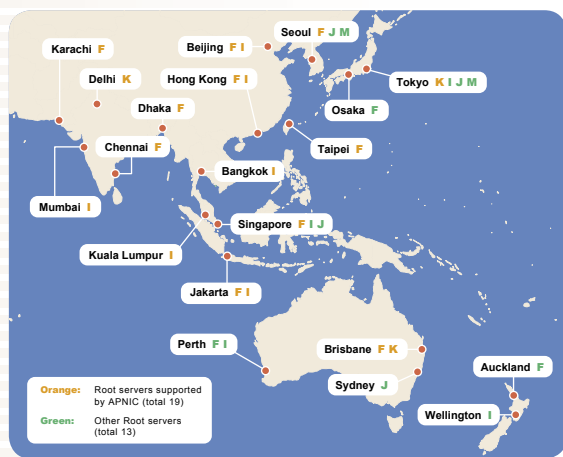 Seoul F J M
Beijing F I
Karachi F
Delhi K
Hong Kong F I
Tokyo K I J M
Dhaka F
Osaka F
Chennai F
Taipei F
Bangkok I
Mumbai I
Singapore F I J
Kuala Lumpur I
Jakarta F I
Perth F I
Brisbane F K
Auckland F
Sydney J
Wellington I
Orange: Root servers supported
by APNIC (total 19)
Green: Other Root servers
(total 13)